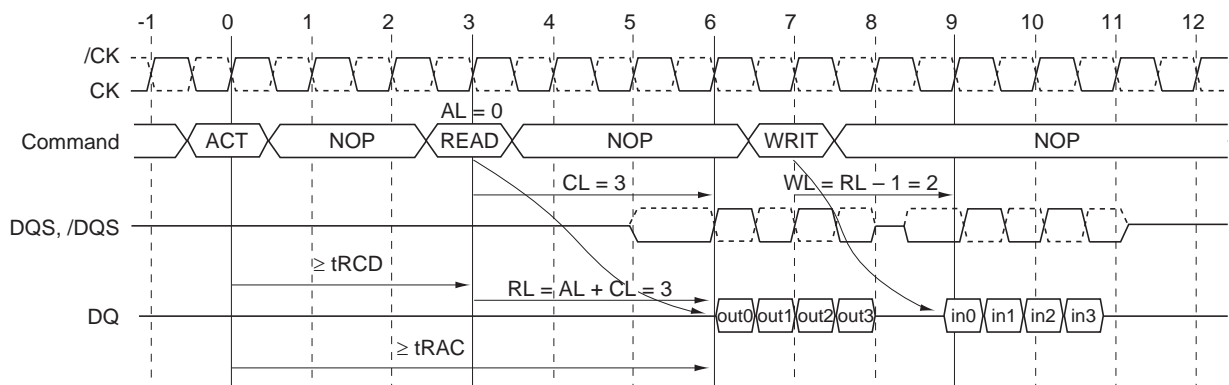 -1 0 1 2 3 4 5 6 7 8 9 10 11 12
/CK
CK
AL = 0
Command ACT NOP READ NOP WRIT NOP
CL = 3 WL = RL – 1 = 2
DQS, /DQS
≥ tRCD
RL = AL + CL = 3
DQ out0 out1 out2 out3 in0 in1 in2 in3
≥ tRAC